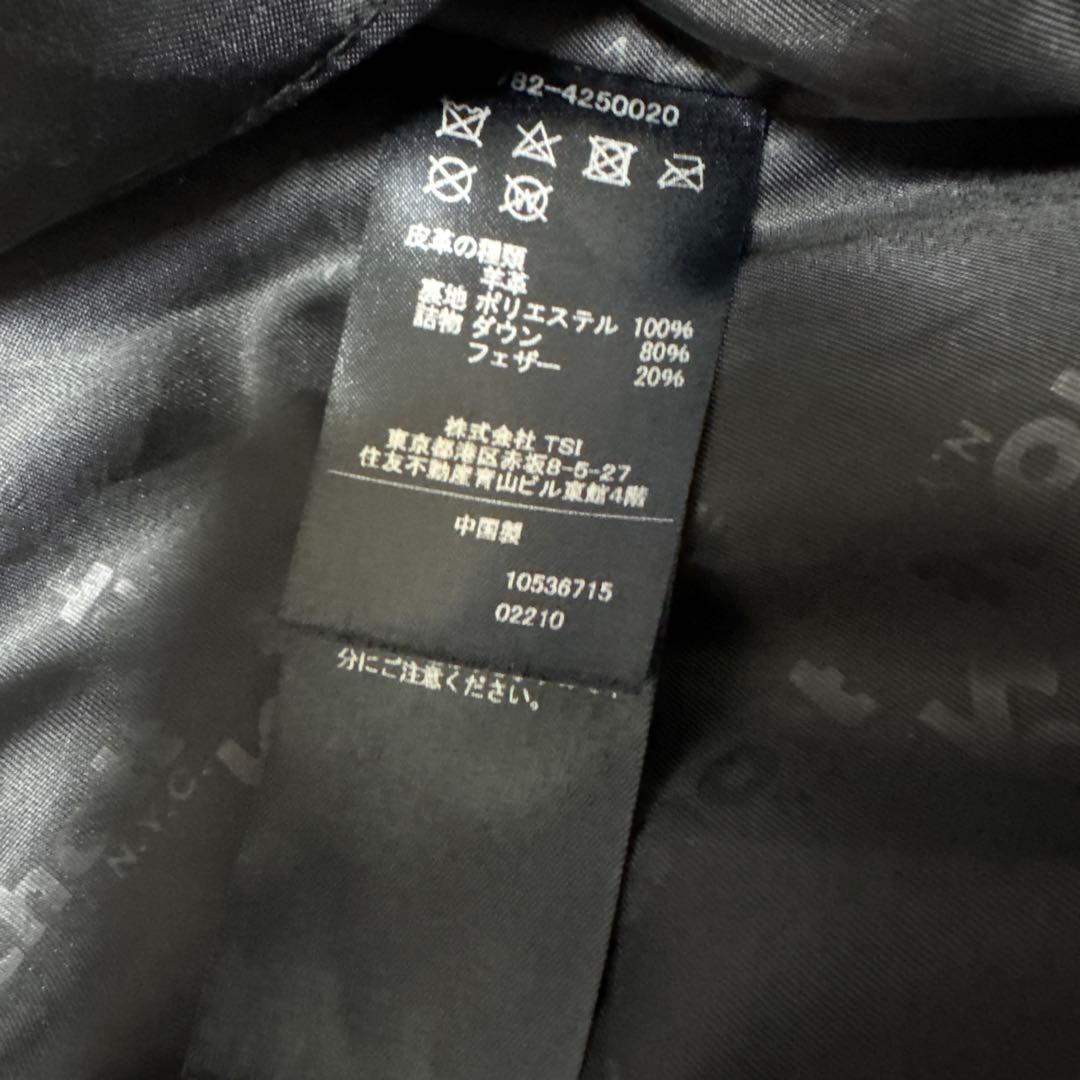 782-4250020
皮革の種類
羊革
裏地 ポリエステル 100%
詰物 ダウン 80%
フェザー 20%
株式会社 TSI
東京都港区赤坂8-5-27
住友不動産青山ビル東館4階
中国製
10536715
02210
分にご注意ください。
N.Y.C.